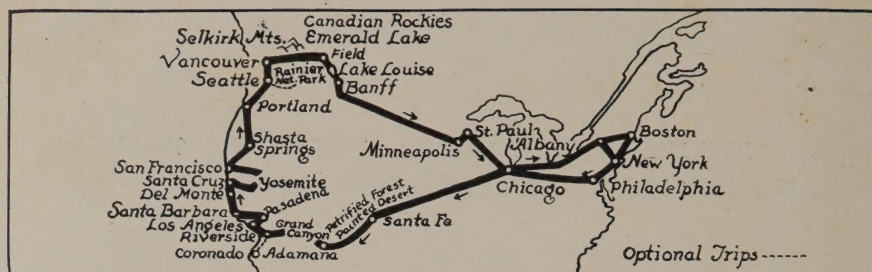 Canadian Rockies
Selkirk Mts.
Emerald Lake
Field
Vancouver
Rainier
Nat. Park
Lake Louise
Seattle
Banff
Portland
St. Paul
Albany
Boston
Shasta
Springs
Minneapolis
New York
San Francisco
Chicago
Philadelphia
Santa Cruz
Yosemite
Del Monte
Pasadena
Petrified Forest
Painted Desert
Santa Barbara
Grand
Canyon
Santa Fe
Los Angeles
Riverside
Coronado
Adamana
Optional Trips